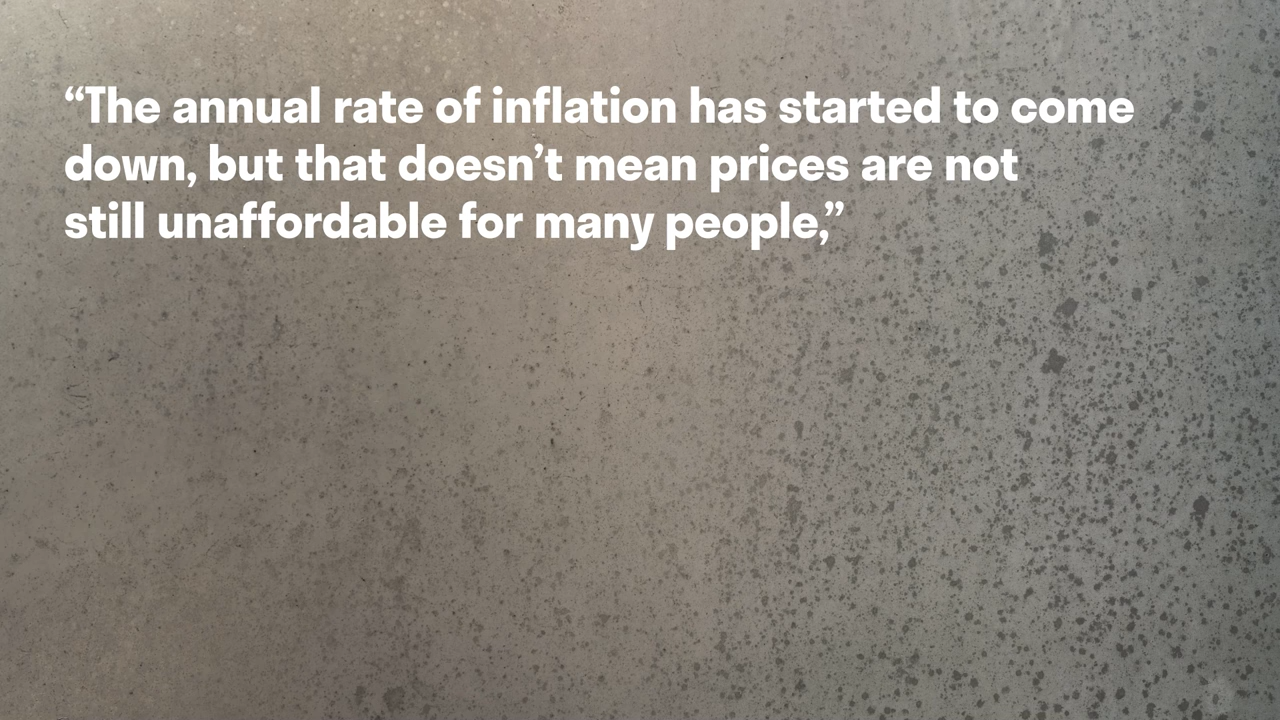 “The annual rate of inflation has started to come
down, but that doesn’t mean prices are not
still unaffordable for many people,”